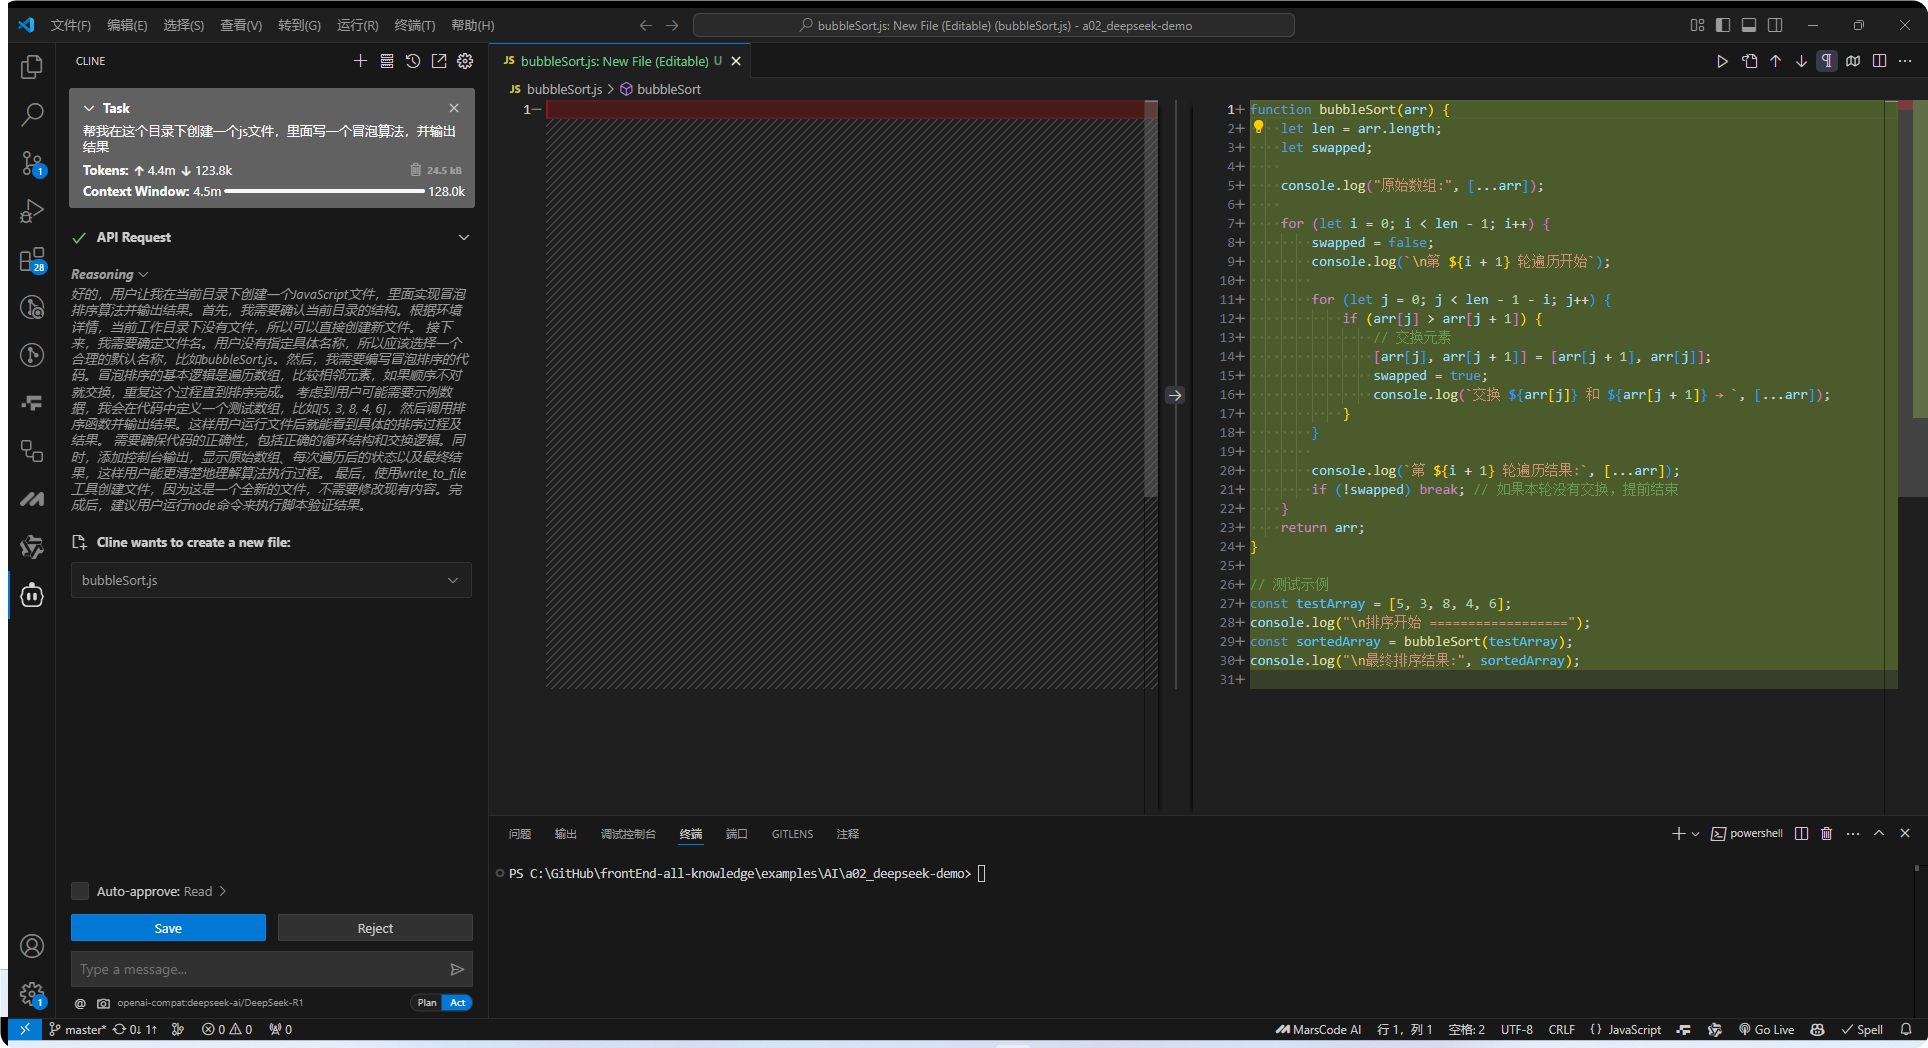 文件(F) 编辑(E) 选择(S) 查看(V) 转到(G) 运行(R) 终端(T) 帮助(H)
bubbleSort.js: New File (Editable) (bubbleSort.js) - a02_deepseek-demo
CLINE
Task
帮我在这个目录下创建一个js文件，里面写一个冒泡算法，并输出
结果
Tokens: ↑ 4.4m ↓ 123.8k 24.5 kB
Context Window: 4.5m 128.0k
API Request
Reasoning
好的，用户让我在当前目录下创建一个JavaScript文件，里面实现冒泡
排序算法并输出结果。首先，我需要确认当前目录的结构。根据环境
详情，当前工作目录下没有文件，所以可以直接创建新文件。 接下
来，我需要确定文件名。用户没有指定具体名称，所以应该选择一个
合理的默认名称，比如bubbleSort.js。然后，我需要编写冒泡排序的代
码。冒泡排序的基本逻辑是遍历数组，比较相邻元素，如果顺序不对
就交换，重复这个过程直到排序完成。 考虑到用户可能需要示例数
据，我会在代码中定义一个测试数组，比如[5, 3, 8, 4, 6]，然后调用排
序函数并输出结果。这样用户运行文件后就能看到具体的排序过程及
结果。 需要确保代码的正确性，包括正确的循环结构和交换逻辑。同
时，添加控制台输出，显示原始数组、每次遍历后的状态以及最终结
果，这样用户能更清楚地理解算法执行过程。 最后，使用write_to_file
工具创建文件，因为这是一个全新的文件，不需要修改现有内容。完
成后，建议用户运行node命令来执行脚本验证结果。
Cline wants to create a new file:
bubbleSort.js
Auto-approve: Read
Save Reject
Type a message...
@ openai-compat:deepseek-ai/DeepSeek-R1 Plan Act
1
28
1
JS bubbleSort.js: New File (Editable) U
JS bubbleSort.js > bubbleSort
1−
1+ function bubbleSort(arr) {
2+ let len = arr.length;
3+ let swapped;
4+
5+ console.log("原始数组:", [...arr]);
6+
7+ for (let i = 0; i < len - 1; i++) {
8+ swapped = false;
9+ console.log(`\n第 ${i + 1} 轮遍历开始`);
10+
11+ for (let j = 0; j < len - 1 - i; j++) {
12+ if (arr[j] > arr[j + 1]) {
13+ // 交换元素
14+ [arr[j], arr[j + 1]] = [arr[j + 1], arr[j]];
15+ swapped = true;
16+ console.log(`交换 ${arr[j]} 和 ${arr[j + 1]} → `, [...arr]);
17+ }
18+ }
19+
20+ console.log(`第 ${i + 1} 轮遍历结果:`, [...arr]);
21+ if (!swapped) break; // 如果本轮没有交换，提前结束
22+ }
23+ return arr;
24+ }
25+
26+ // 测试示例
27+ const testArray = [5, 3, 8, 4, 6];
28+ console.log("\n排序开始 ==================");
29+ const sortedArray = bubbleSort(testArray);
30+ console.log("\n最终排序结果:", sortedArray);
31+
问题 输出 调试控制台 终端 端口 GITLENS 注释
powershell
PS C:\GitHub\frontEnd-all-knowledge\examples\AI\a02_deepseek-demo>
master* 0↓ 1↑ 0 0 0
MarsCode AI 行 1，列 1 空格: 2 UTF-8 CRLF {} JavaScript Go Live Spell